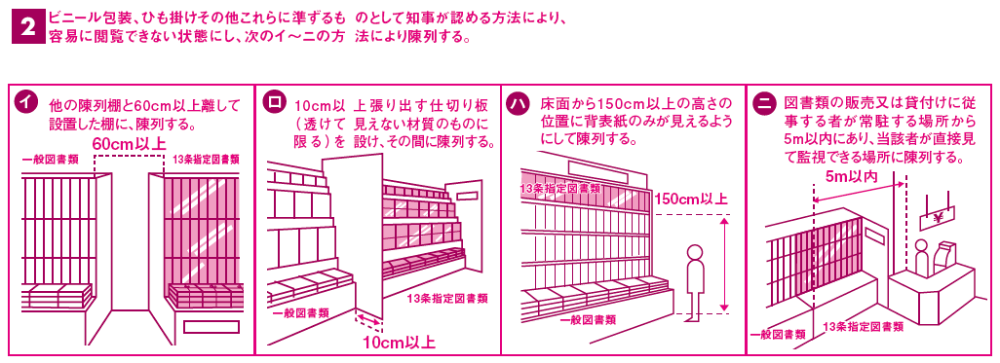 2
ビニール包装、ひも掛けその他これらに準ずるも のとして知事が認める方法により、
容易に閲覧できない状態にし、次のイ～ニの方 法により陳列する。
イ
他の陳列棚と60cm以上離して
設置した棚に、陳列する。
60cm以上
一般図書類
13条指定図書類
ロ
10cm以 上張り出す仕切り板
（透けて 見えない材質のものに
限る）を 設け、その間に陳列する。
一般図書類
13条指定図書類
10cm以上
ハ
床面から150cm以上の高さの
位置に背表紙のみが見えるよう
にして陳列する。
13条指定図書類
150cm以上
一般図書類
ニ
図書類の販売又は貸付けに従
事する者が常駐する場所から
5m以内にあり、当該者が直接見
て監視できる場所に陳列する。
5m以内
¥
13条指定図書類
一般図書類